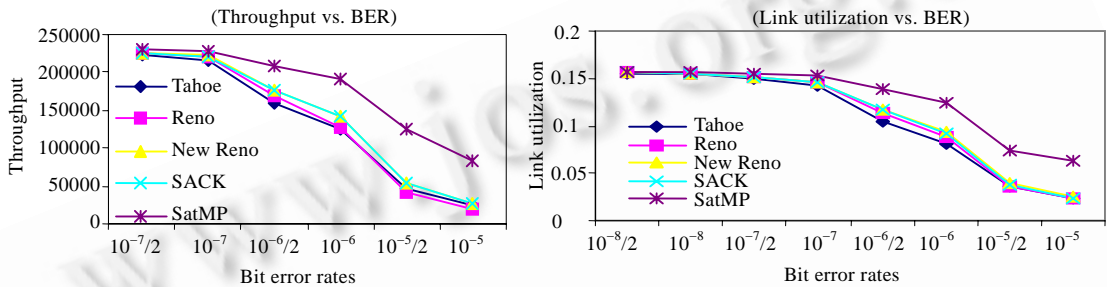 (Throughput vs. BER)
250000
200000
150000
100000
50000
0
Throughput
Tahoe
Reno
New Reno
SACK
SatMP
10⁻⁷/2
10⁻⁷
10⁻⁶/2
10⁻⁶
10⁻⁵/2
10⁻⁵
Bit error rates
(Link utilization vs. BER)
0.2
0.15
0.1
0.05
0
Link utilization
Tahoe
Reno
New Reno
SACK
SatMP
10⁻⁸/2
10⁻⁸
10⁻⁷/2
10⁻⁷
10⁻⁶/2
10⁻⁶
10⁻⁵/2
10⁻⁵
Bit error rates